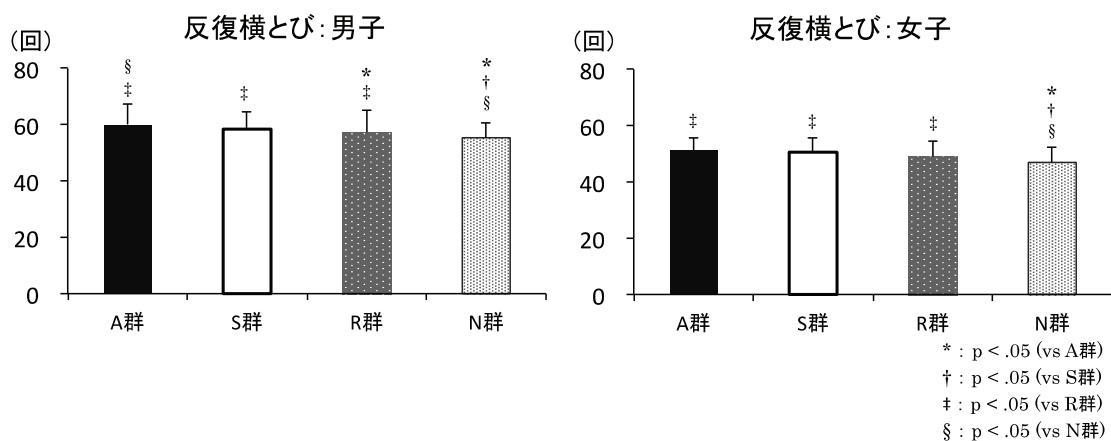 反復横とび：男子
（回）
80
60
40
20
0
§
‡
‡
*
‡
*
†
§
A群
S群
R群
N群
反復横とび：女子
（回）
80
60
40
20
0
‡
‡
‡
*
†
§
A群
S群
R群
N群
* : p < .05 (vs A群)
† : p < .05 (vs S群)
‡ : p < .05 (vs R群)
§ : p < .05 (vs N群)